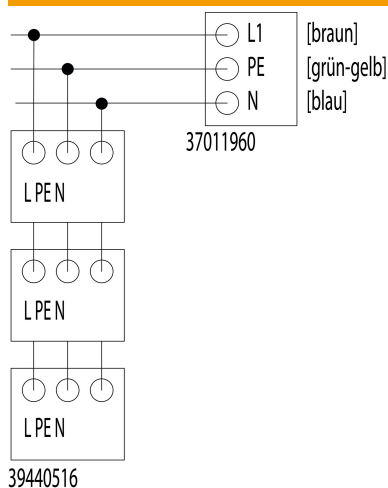 L1 [braun]
PE [grün-gelb]
N [blau]
37011960
L PE N
L PE N
L PE N
39440516